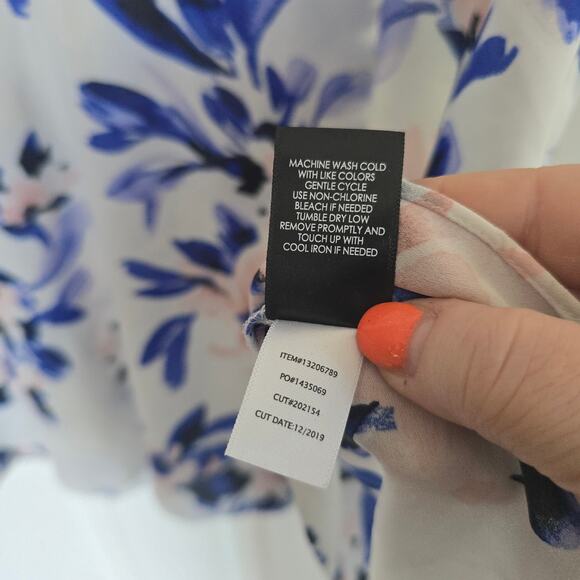 MACHINE WASH COLD
WITH LIKE COLORS
GENTLE CYCLE
USE NON-CHLORINE
BLEACH IF NEEDED
TUMBLE DRY LOW
REMOVE PROMPTLY AND
TOUCH UP WITH
COOL IRON IF NEEDED
ITEM#13206789
PO#1435069
CUT#202154
CUT DATE:12/2019